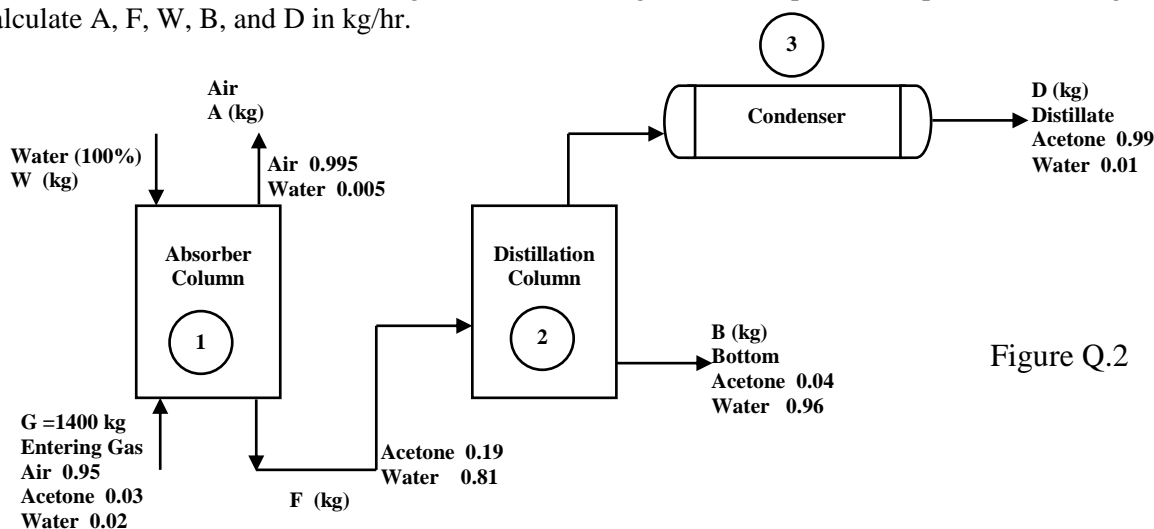 alculate A, F, W, B, and D in kg/hr.
3
Air
A (kg)
Water (100%)
W (kg)
Air 0.995
Water 0.005
Condenser
D (kg)
Distillate
Acetone 0.99
Water 0.01
Absorber
Column
1
Distillation
Column
2
B (kg)
Bottom
Acetone 0.04
Water 0.96
Figure Q.2
G =1400 kg
Entering Gas
Air 0.95
Acetone 0.03
Water 0.02
F (kg)
Acetone 0.19
Water 0.81